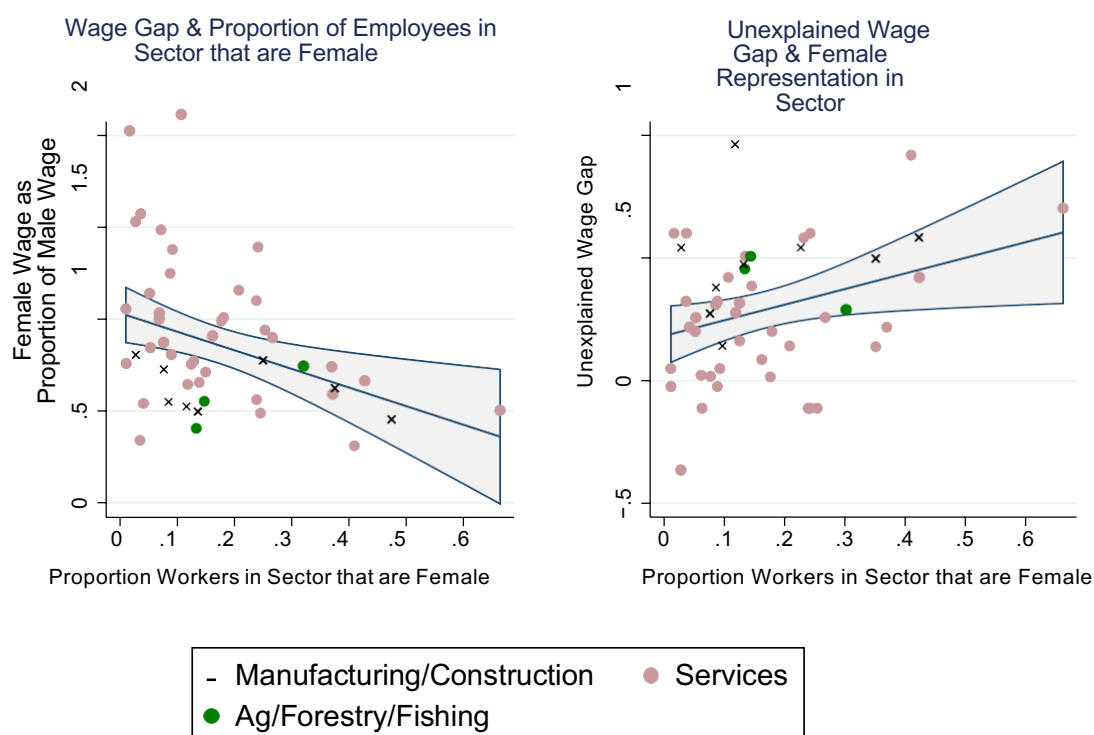 Wage Gap & Proportion of Employees in
Sector that are Female
Female Wage as
Proportion of Male Wage
2
1.5
1
.5
0
0 .1 .2 .3 .4 .5 .6
Proportion Workers in Sector that are Female
Unexplained Wage
Gap & Female
Representation in
Sector
Unexplained Wage Gap
1
.5
0
-.5
0 .1 .2 .3 .4 .5 .6
Proportion Workers in Sector that are Female
- Manufacturing/Construction Services
Ag/Forestry/Fishing